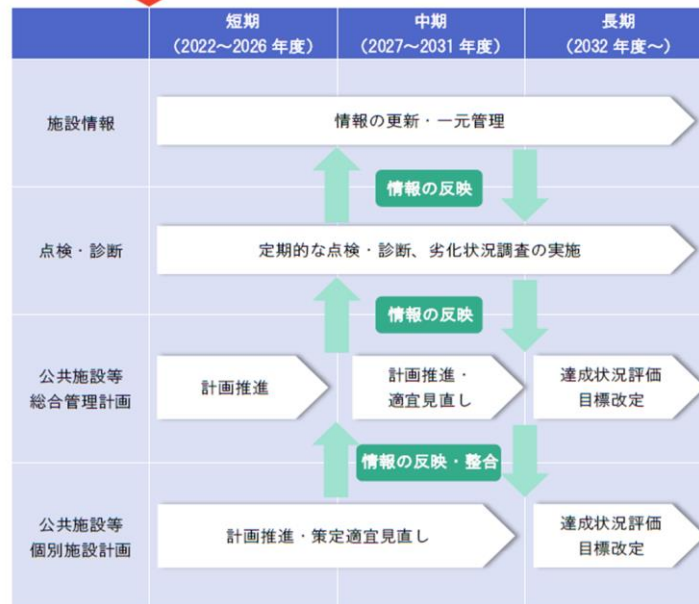 短期
（2022～2026 年度）
中期
（2027～2031 年度）
長期
（2032 年度～）
施設情報
情報の更新・一元管理
情報の反映
点検・診断
定期的な点検・診断、劣化状況調査の実施
情報の反映
公共施設等
総合管理計画
計画推進
計画推進・
適宜見直し
達成状況評価
目標改定
情報の反映・整合
公共施設等
個別施設計画
計画推進・策定適宜見直し
達成状況評価
目標改定